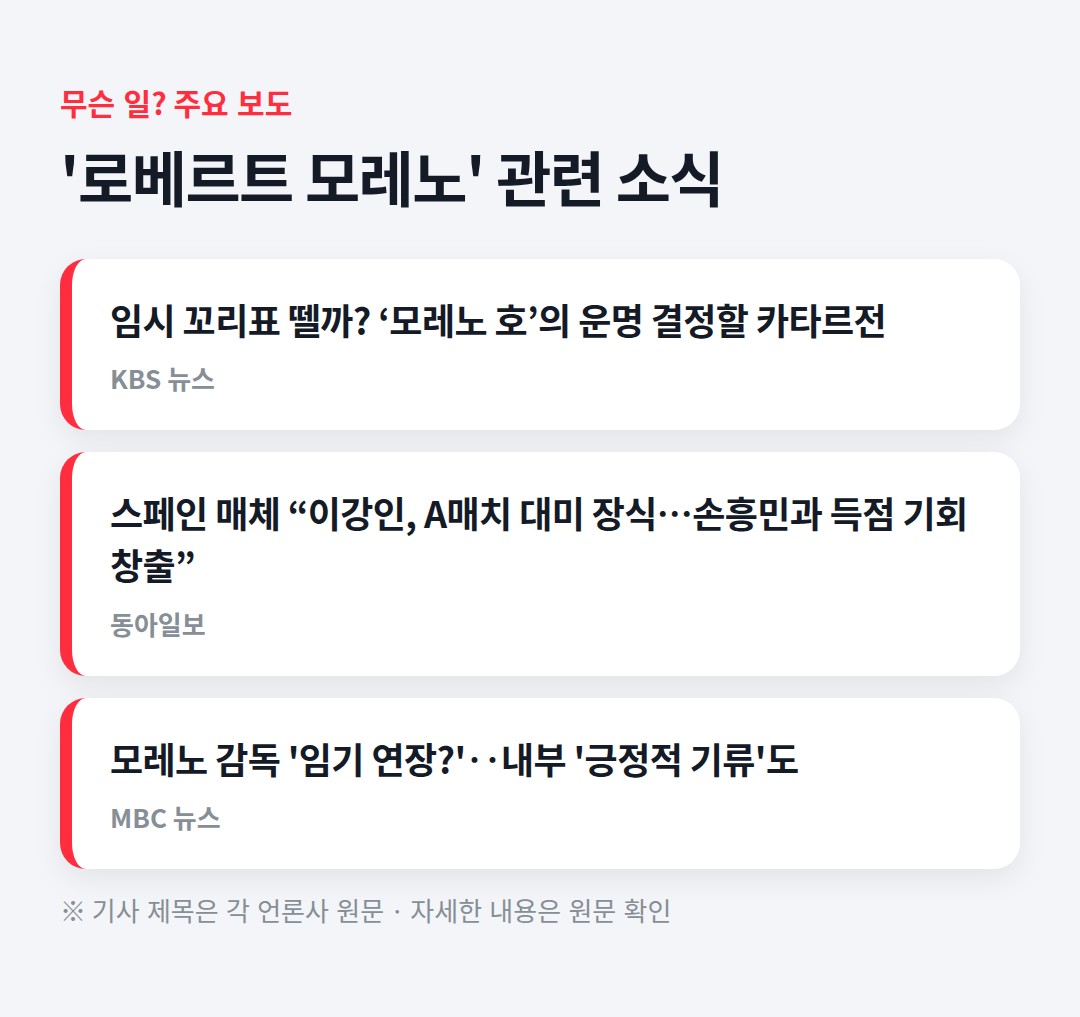 무슨 일? 주요 보도
'로베르트 모레노' 관련 소식
임시 꼬리표 뗄까? ‘모레노 호’의 운명 결정할 카타르전
KBS 뉴스
스페인 매체 “이강인, A매치 대미 장식…손흥민과 득점 기회
창출”
동아일보
모레노 감독 '임기 연장?'‥내부 '긍정적 기류'도
MBC 뉴스
※ 기사 제목은 각 언론사 원문 · 자세한 내용은 원문 확인